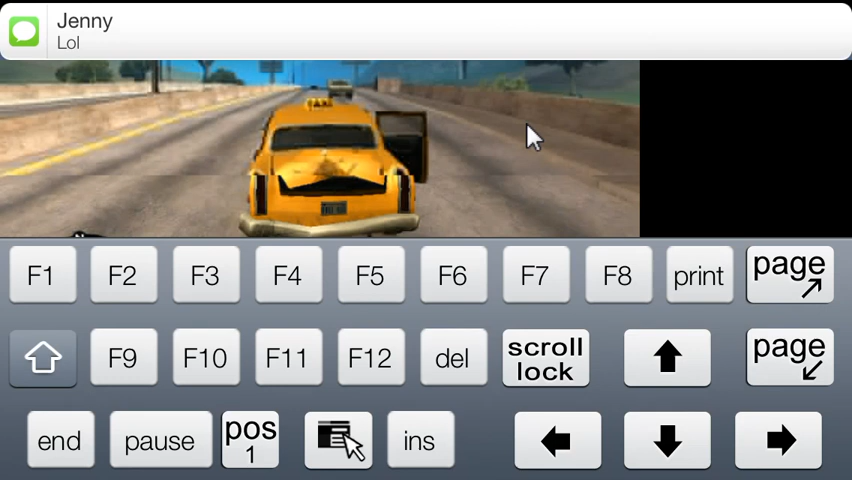 Jenny
Lol
TAXI
F1 F2 F3 F4 F5 F6 F7 F8 print page
F9 F10 F11 F12 del scroll lock page
end pause pos 1 ins